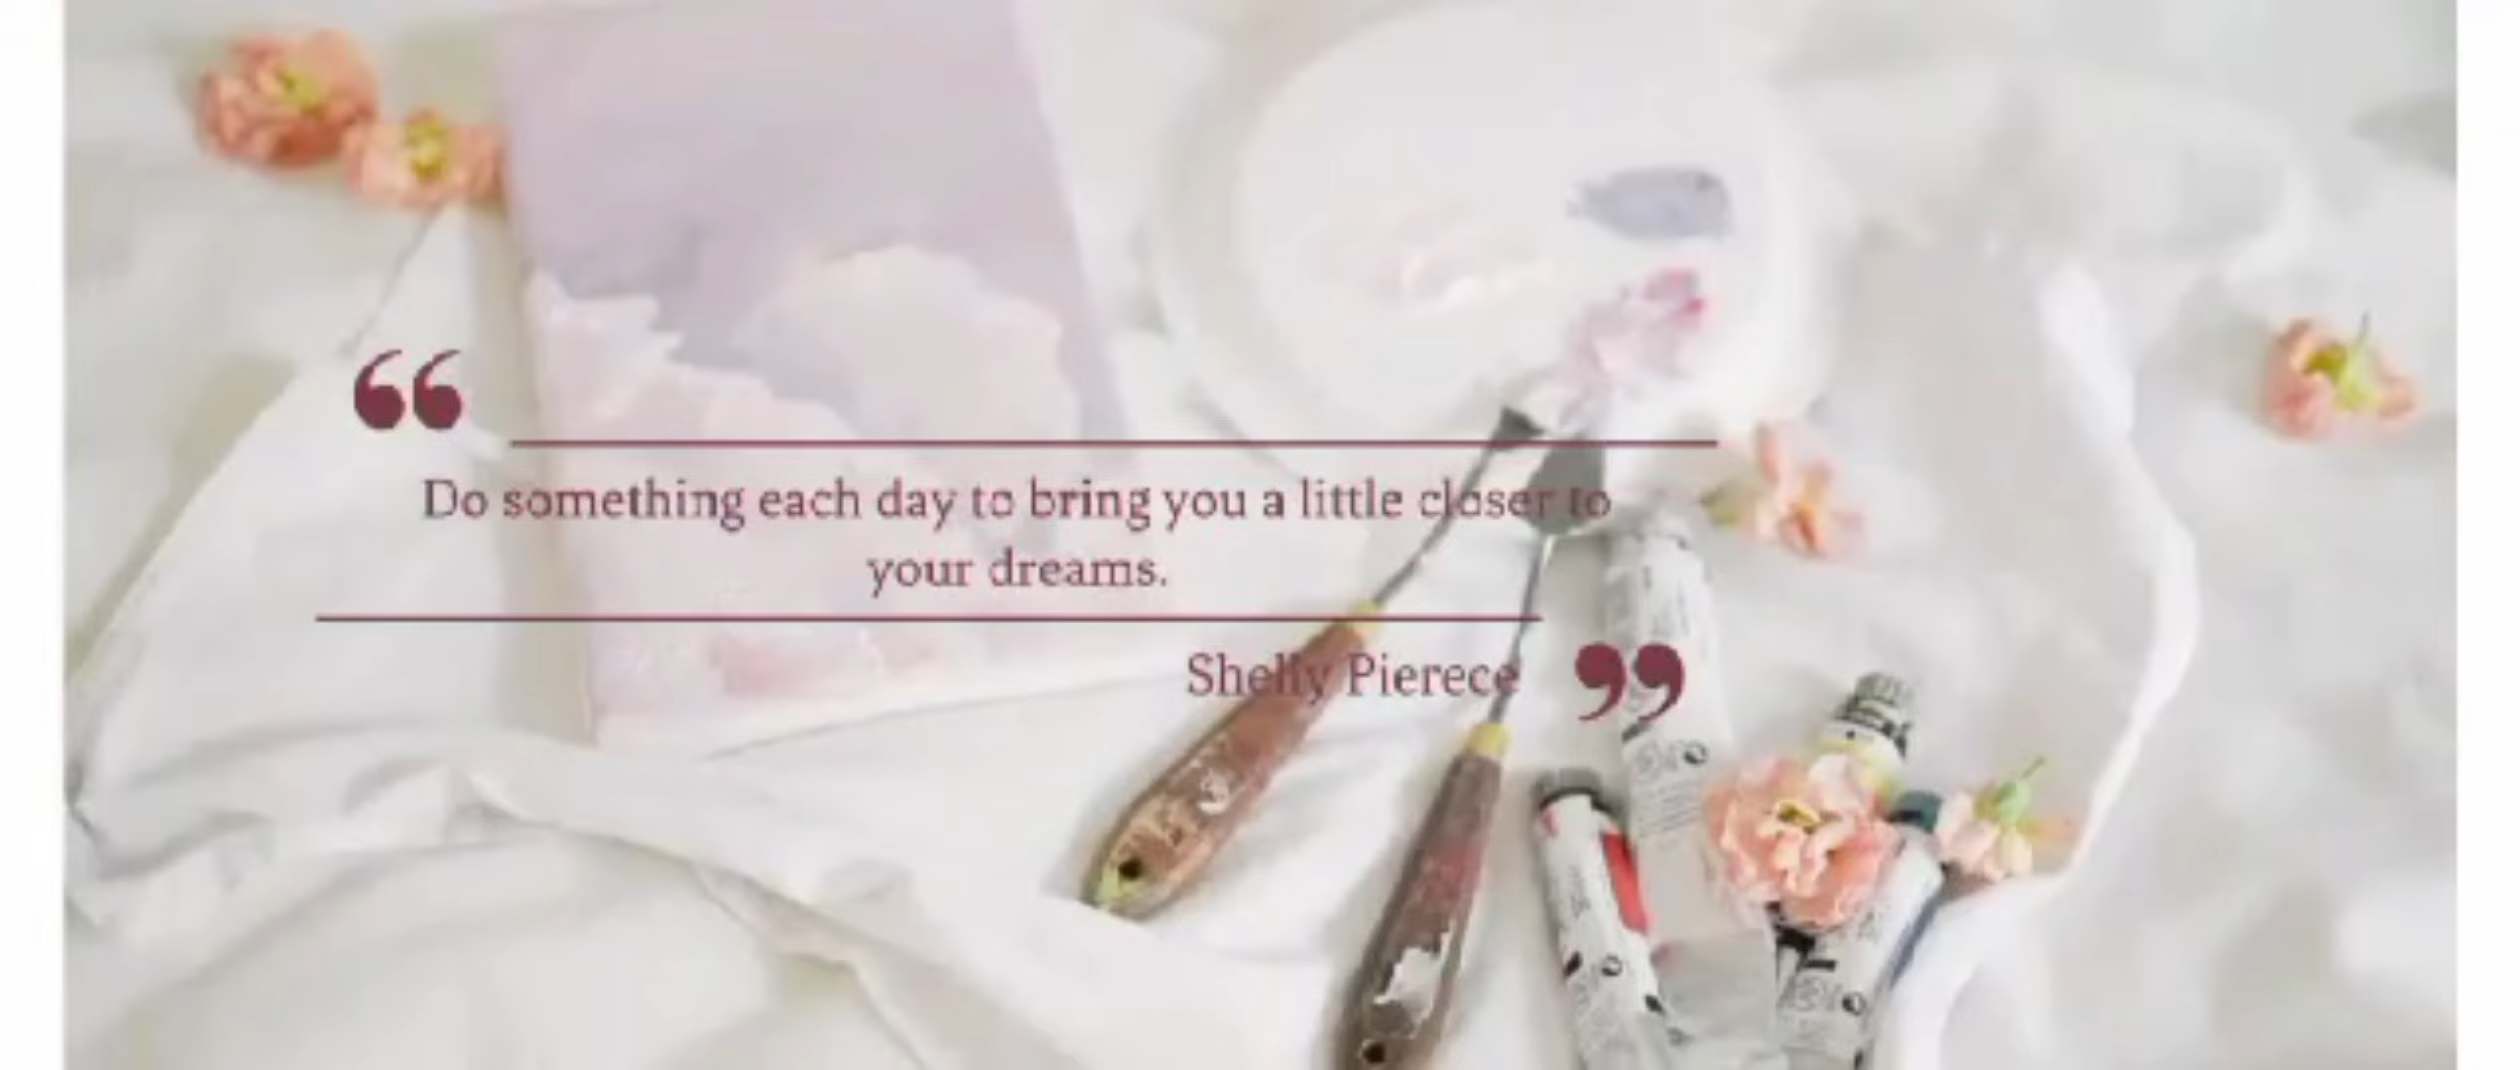 “
Do something each day to bring you a little closer to
your dreams.
Shelly Pierece ”